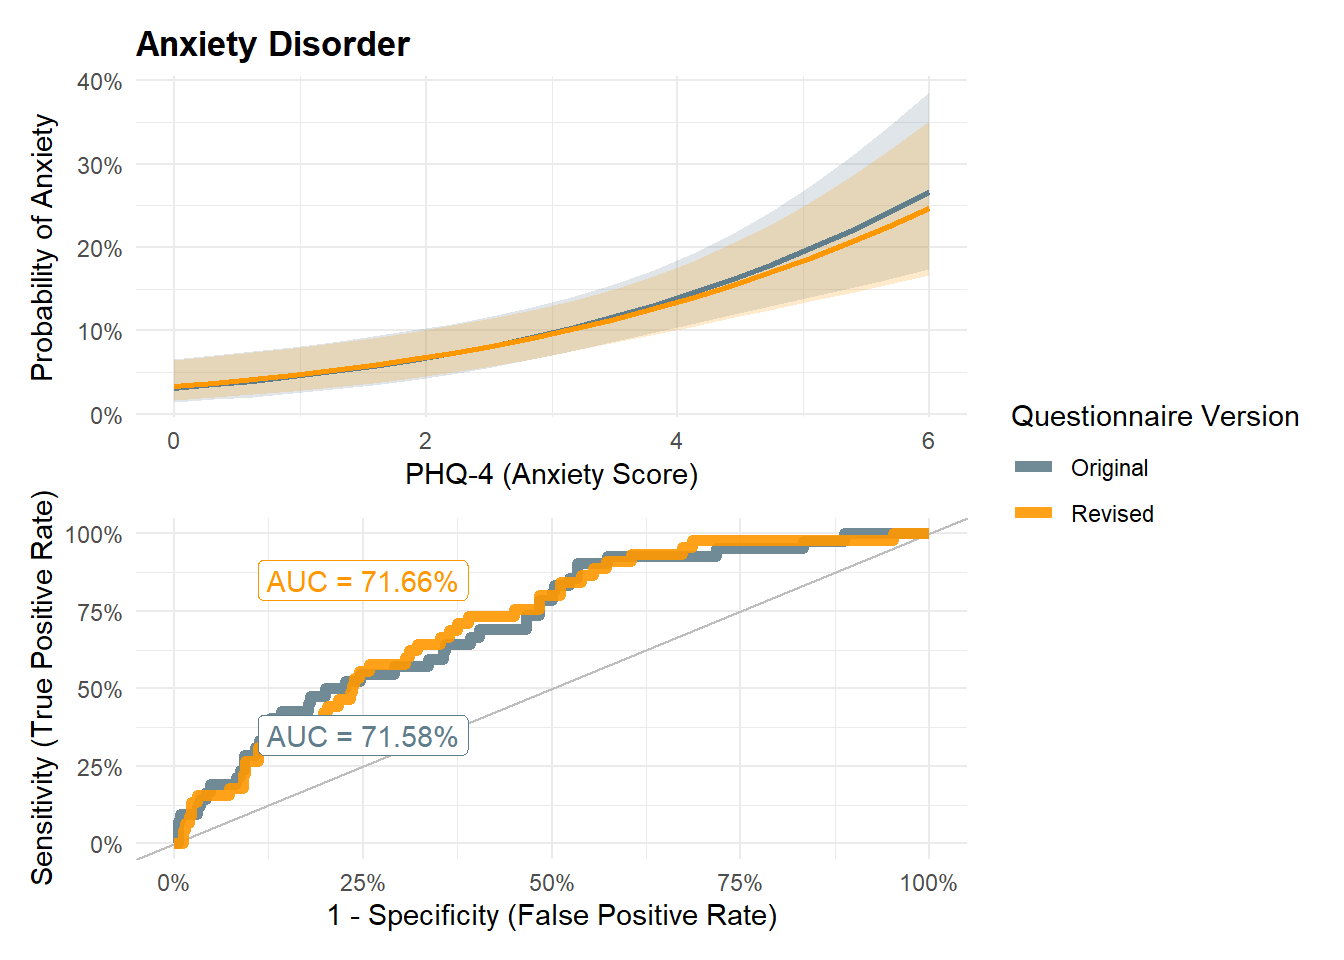 Anxiety Disorder
Probability of Anxiety
40%
30%
20%
10%
0%
0
2
4
6
PHQ-4 (Anxiety Score)
Sensitivity (True Positive Rate)
100%
75%
50%
25%
0%
AUC = 71.66%
AUC = 71.58%
0%
25%
50%
75%
100%
1 - Specificity (False Positive Rate)
Questionnaire Version
Original
Revised